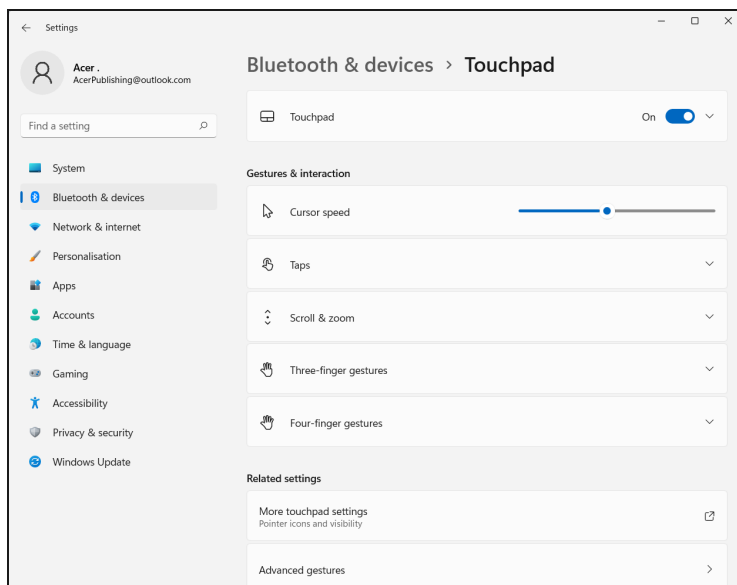 Settings
Acer .
AcerPublishing@outlook.com
Find a setting
System
Bluetooth & devices
Network & internet
Personalisation
Apps
Accounts
Time & language
Gaming
Accessibility
Privacy & security
Windows Update
Bluetooth & devices > Touchpad
Touchpad
On
Gestures & interaction
Cursor speed
Taps
Scroll & zoom
Three-finger gestures
Four-finger gestures
Related settings
More touchpad settings
Pointer icons and visibility
Advanced gestures